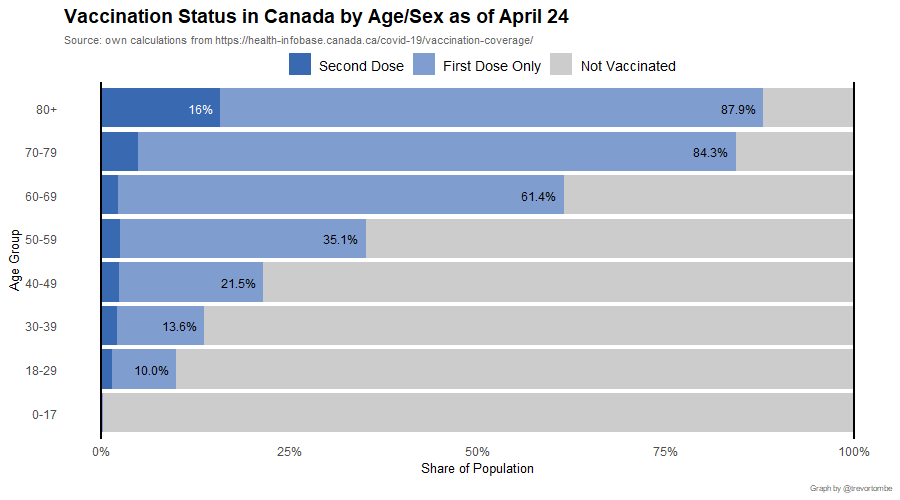 Vaccination Status in Canada by Age/Sex as of April 24
Source: own calculations from https://health-infobase.canada.ca/covid-19/vaccination-coverage/
Second Dose First Dose Only Not Vaccinated
80+ 16% 87.9%
70-79 84.3%
60-69 61.4%
50-59 35.1%
40-49 21.5%
30-39 13.6%
18-29 10.0%
0-17
Age Group
0% 25% 50% 75% 100%
Share of Population
Graph by @trevortombe